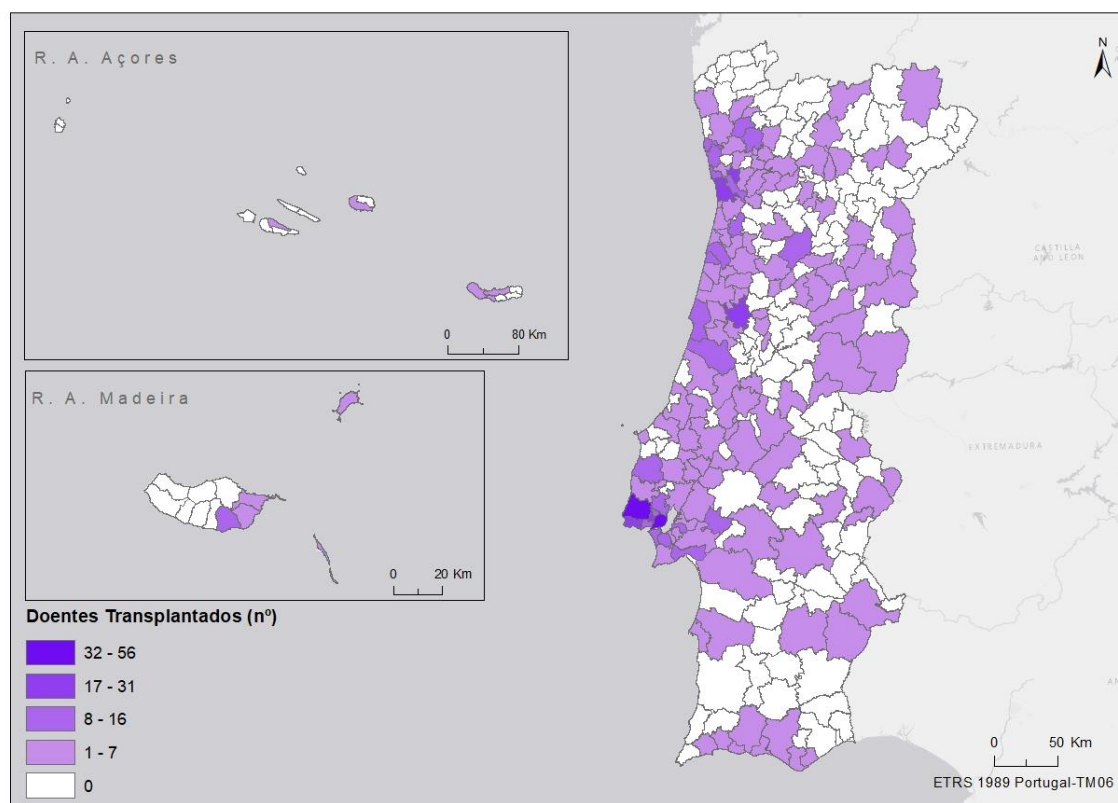 R. A. Açores
0 80 Km
R. A. Madeira
0 20 Km
Doentes Transplantados (nº)
32 - 56
17 - 31
8 - 16
1 - 7
0
N
CASTILLA
AND LEON
EXTREMADURA
0 50 Km
ETRS 1989 Portugal-TM06